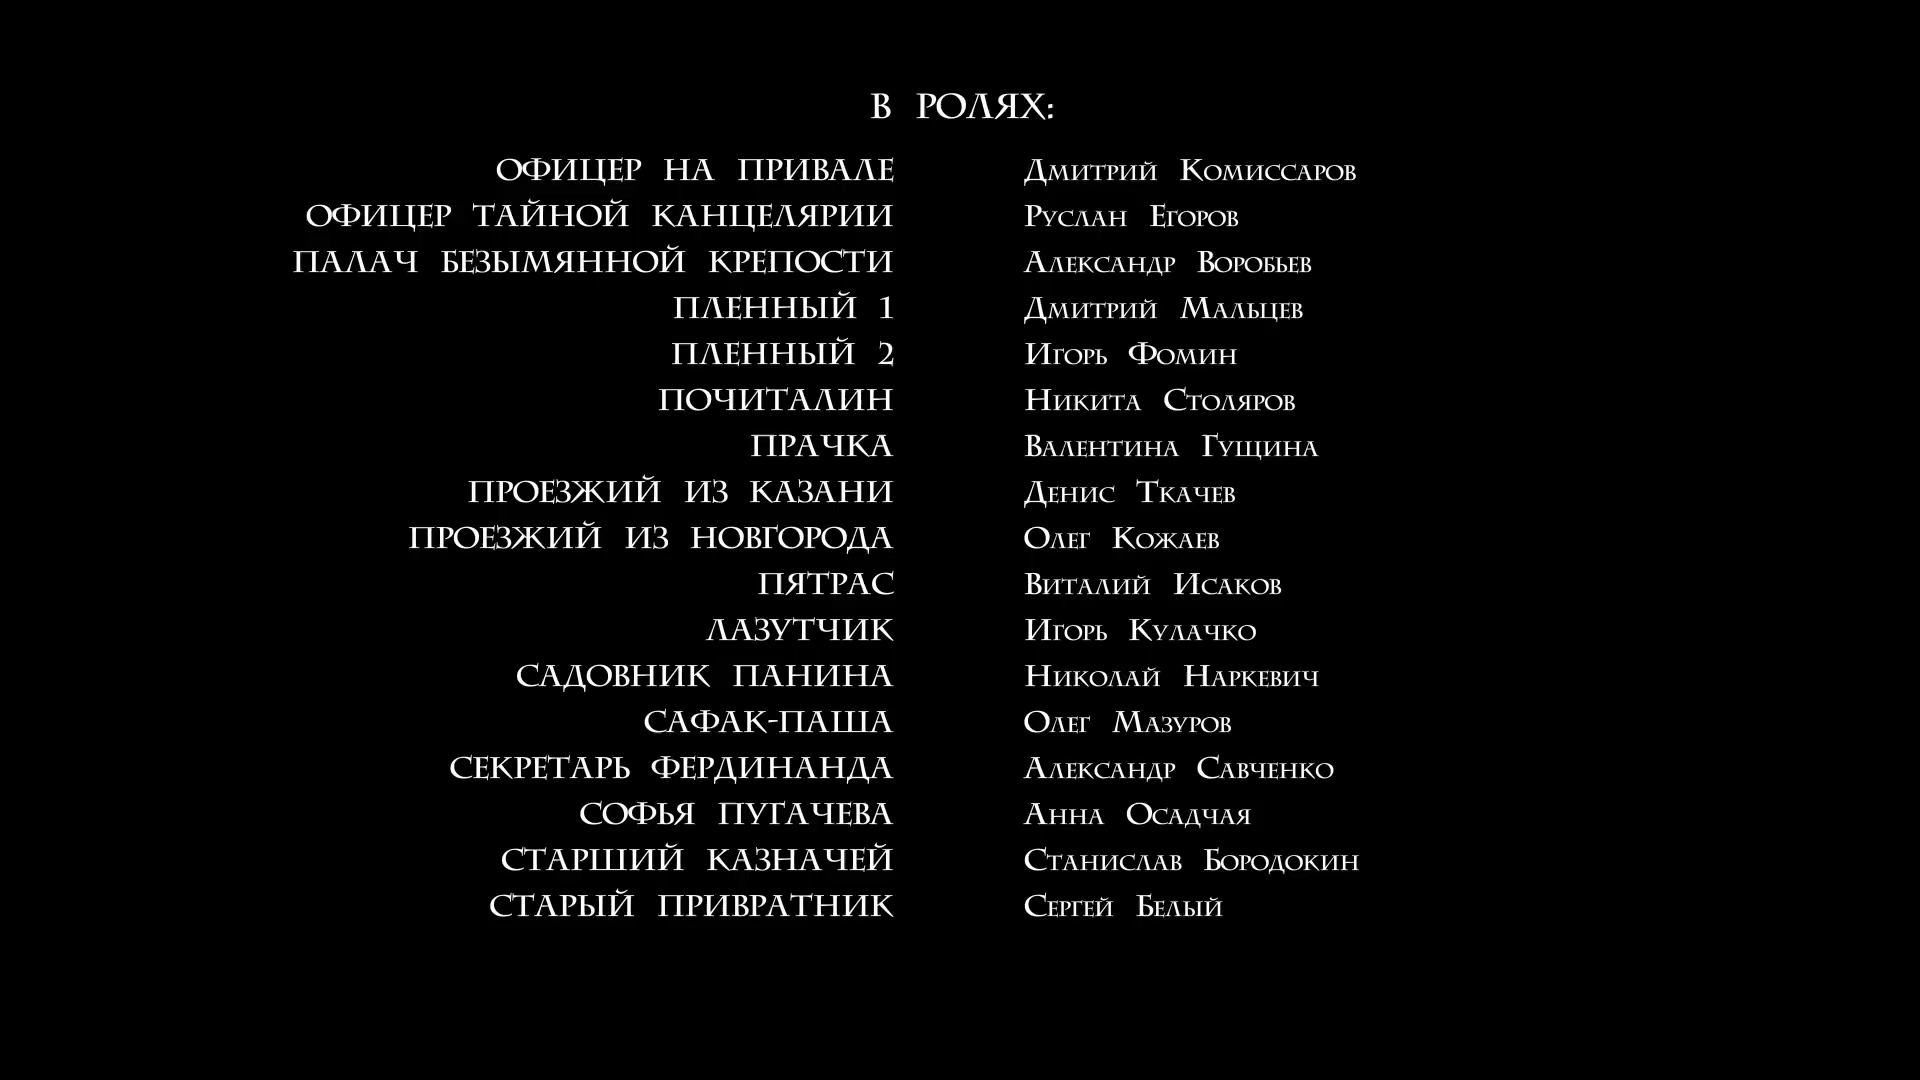 В РОЛЯХ:
ОФИЦЕР НА ПРИВАЛЕ Дмитрий Комиссаров
ОФИЦЕР ТАЙНОЙ КАНЦЕЛЯРИИ Руслан Егоров
ПАЛАЧ БЕЗЫМЯННОЙ КРЕПОСТИ Александр Воробьев
ПЛЕННЫЙ 1 Дмитрий Мальцев
ПЛЕННЫЙ 2 Игорь Фомин
ПОЧИТАЛИН Никита Столяров
ПРАЧКА Валентина Гущина
ПРОЕЗЖИЙ ИЗ КАЗАНИ Денис Ткачев
ПРОЕЗЖИЙ ИЗ НОВГОРОДА Олег Кожаев
ПЯТРАС Виталий Исаков
ЛАЗУТЧИК Игорь Кулачко
САДОВНИК ПАНИНА Николай Наркевич
САФАК-ПАША Олег Мазуров
СЕКРЕТАРЬ ФЕРДИНАНДА Александр Савченко
СОФЬЯ ПУГАЧЕВА Анна Осадчая
СТАРШИЙ КАЗНАЧЕЙ Станислав Бородокин
СТАРЫЙ ПРИВРАТНИК Сергей Белый